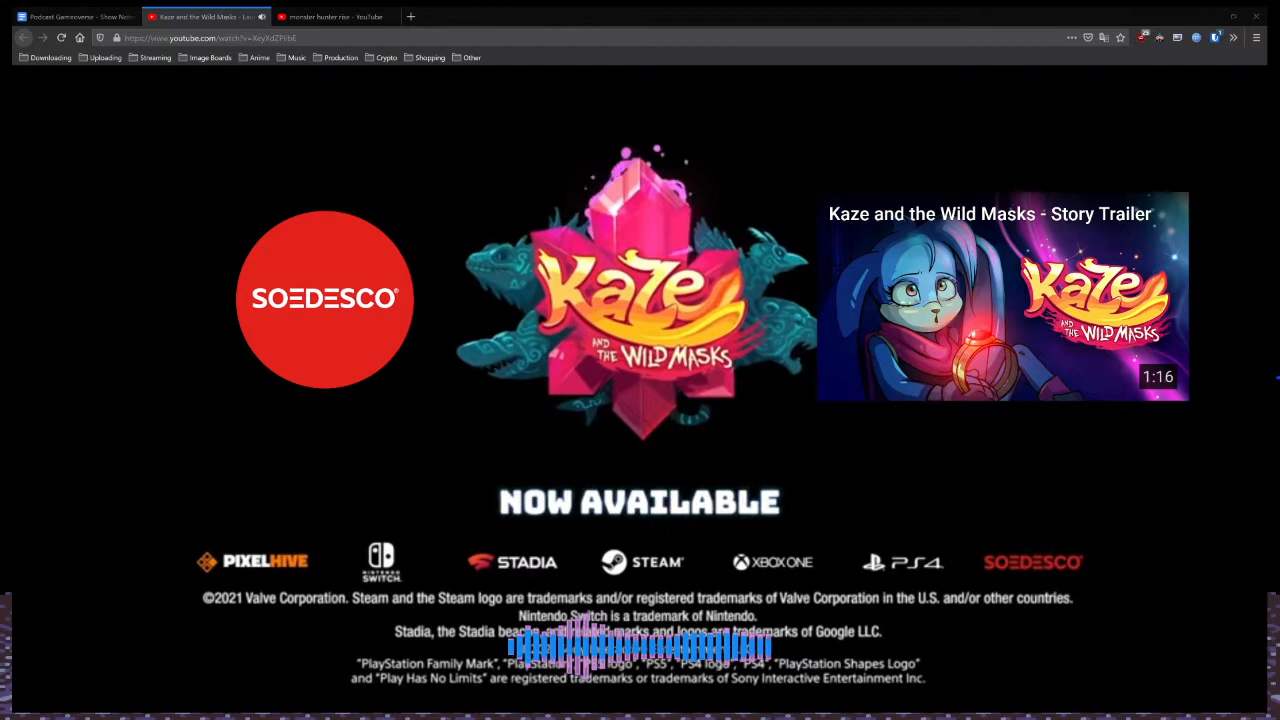 Podcast Gameoverse - Show Note
Kaze and the Wild Masks - Lau
monster hunter rise - YouTube
https://www.youtube.com/watch?v=XeyXdZPIibE
25
1
Downloading
Uploading
Streaming
Image Boards
Anime
Music
Production
Crypto
Shopping
Other
SOEDESCO®
KAZE
AND
THE WILD MASKS
Kaze and the Wild Masks - Story Trailer
KAZE
AND
THE WILD MASKS
1:16
NOW AVAILABLE
PIXELHIVE
NINTENDO
SWITCH.
STADIA
STEAM®
XBOX ONE
PS4
SOEDESCO®
©2021 Valve Corporation. Steam and the Steam logo are trademarks and/or registered trademarks of Valve Corporation in the U.S. and/or other countries.
Nintendo Switch is a trademark of Nintendo.
Stadia, the Stadia marks and logos are trademarks of Google LLC.
"PlayStation Family Mark", logo", "PS5", "PS4 logo", "PS4", "PlayStation Shapes Logo"
and "Play Has No Limits" are registered trademarks or trademarks of Sony Interactive Entertainment Inc.